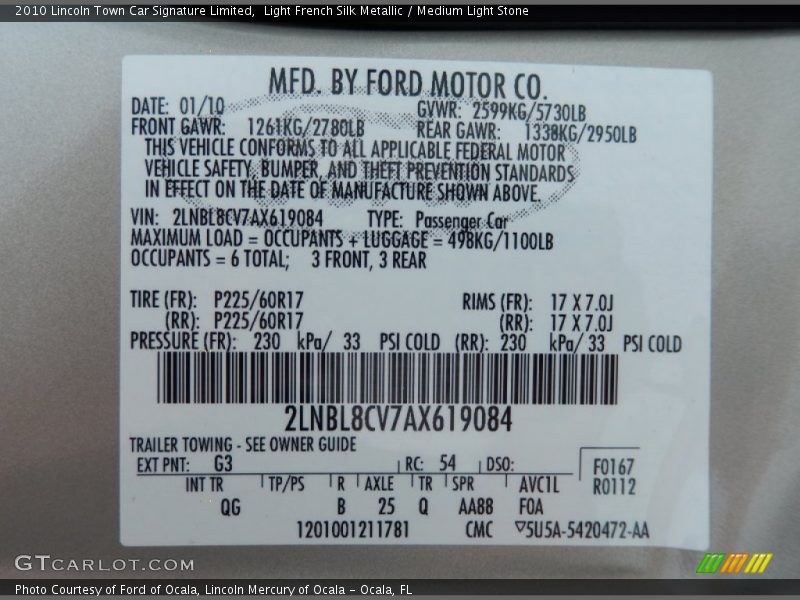 2010 Lincoln Town Car Signature Limited,  Light French Silk Metallic / Medium Light Stone
MFD. BY FORD MOTOR CO.
DATE: 01/10 GVWR: 2599KG/5730LB
FRONT GAWR: 1261KG/2780LB REAR GAWR: 1338KG/2950LB
THIS VEHICLE CONFORMS TO ALL APPLICABLE FEDERAL MOTOR
VEHICLE SAFETY, BUMPER, AND THEFT PREVENTION STANDARDS
IN EFFECT ON THE DATE OF MANUFACTURE SHOWN ABOVE.
VIN: 2LNBL8CV7AX619084 TYPE: Passenger Car
MAXIMUM LOAD = OCCUPANTS + LUGGAGE = 498KG/1100LB
OCCUPANTS = 6 TOTAL; 3 FRONT, 3 REAR
TIRE (FR): P225/60R17 RIMS (FR): 17 X 7.0J
(RR): P225/60R17 (RR): 17 X 7.0J
PRESSURE (FR): 230 kPa/ 33 PSI COLD (RR): 230 kPa/ 33 PSI COLD
2LNBL8CV7AX619084
TRAILER TOWING - SEE OWNER GUIDE
EXT PNT: G3 RC: 54 DSO: F0167
INT TR TP/PS R AXLE TR SPR AVC1L R0112
QG B 25 Q AA88 F0A
1201001211781 CMC ▽5U5A-5420472-AA
GTCARLOT.COM
Photo Courtesy of Ford of Ocala, Lincoln Mercury of Ocala – Ocala, FL